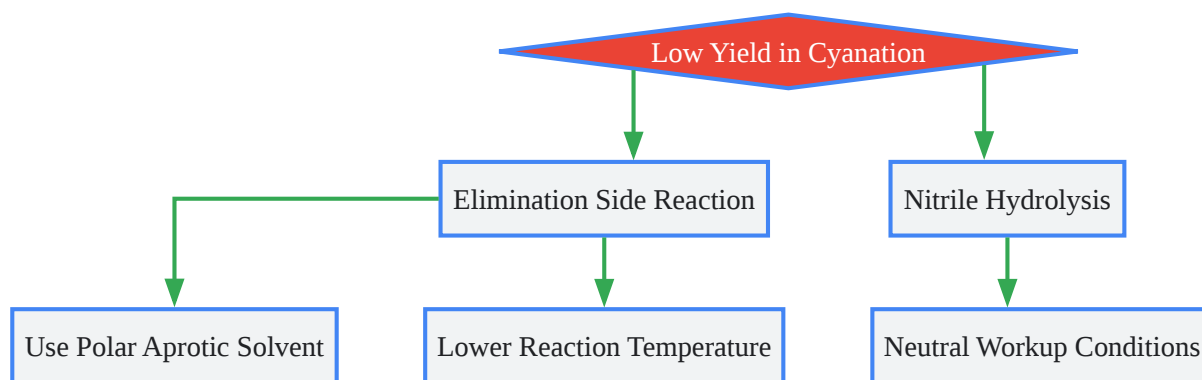 Low Yield in Cyanation
Elimination Side Reaction
Nitrile Hydrolysis
Use Polar Aprotic Solvent
Lower Reaction Temperature
Neutral Workup Conditions